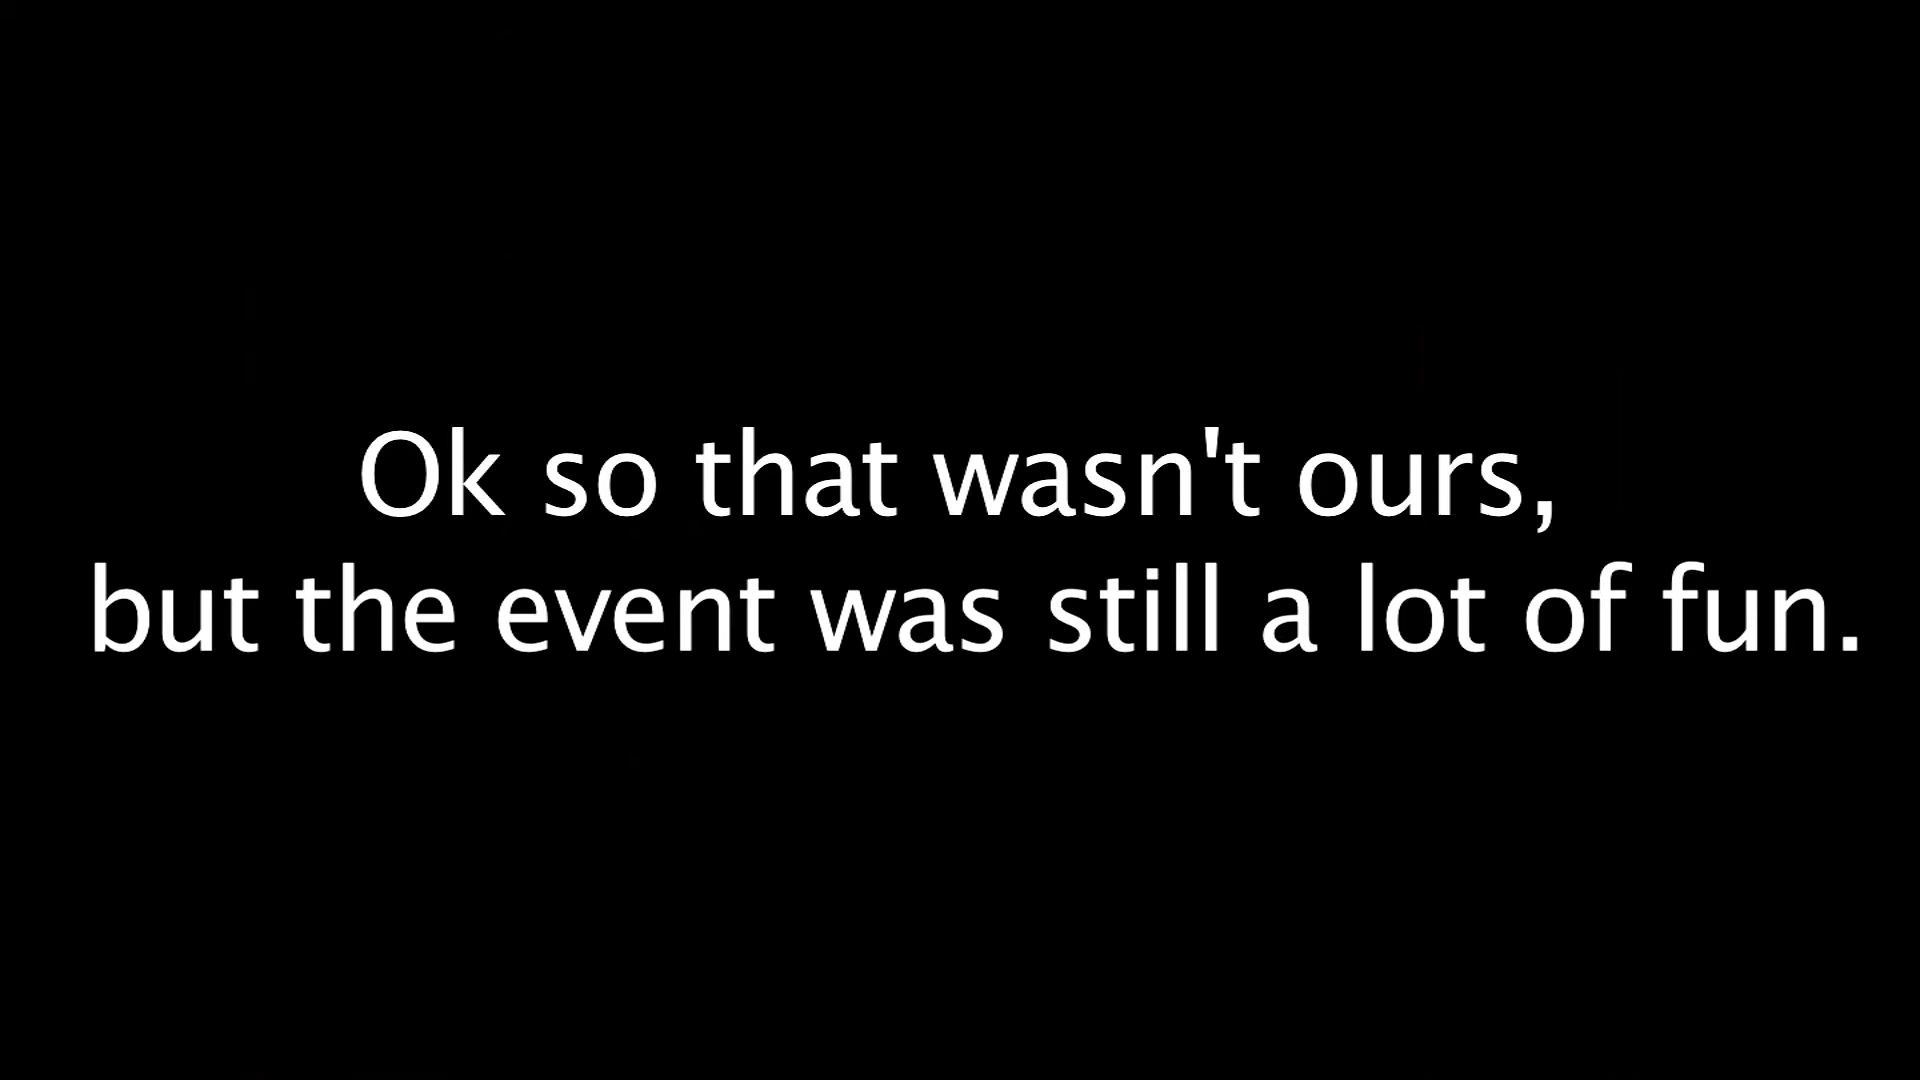 Ok so that wasn't ours,
but the event was still a lot of fun.